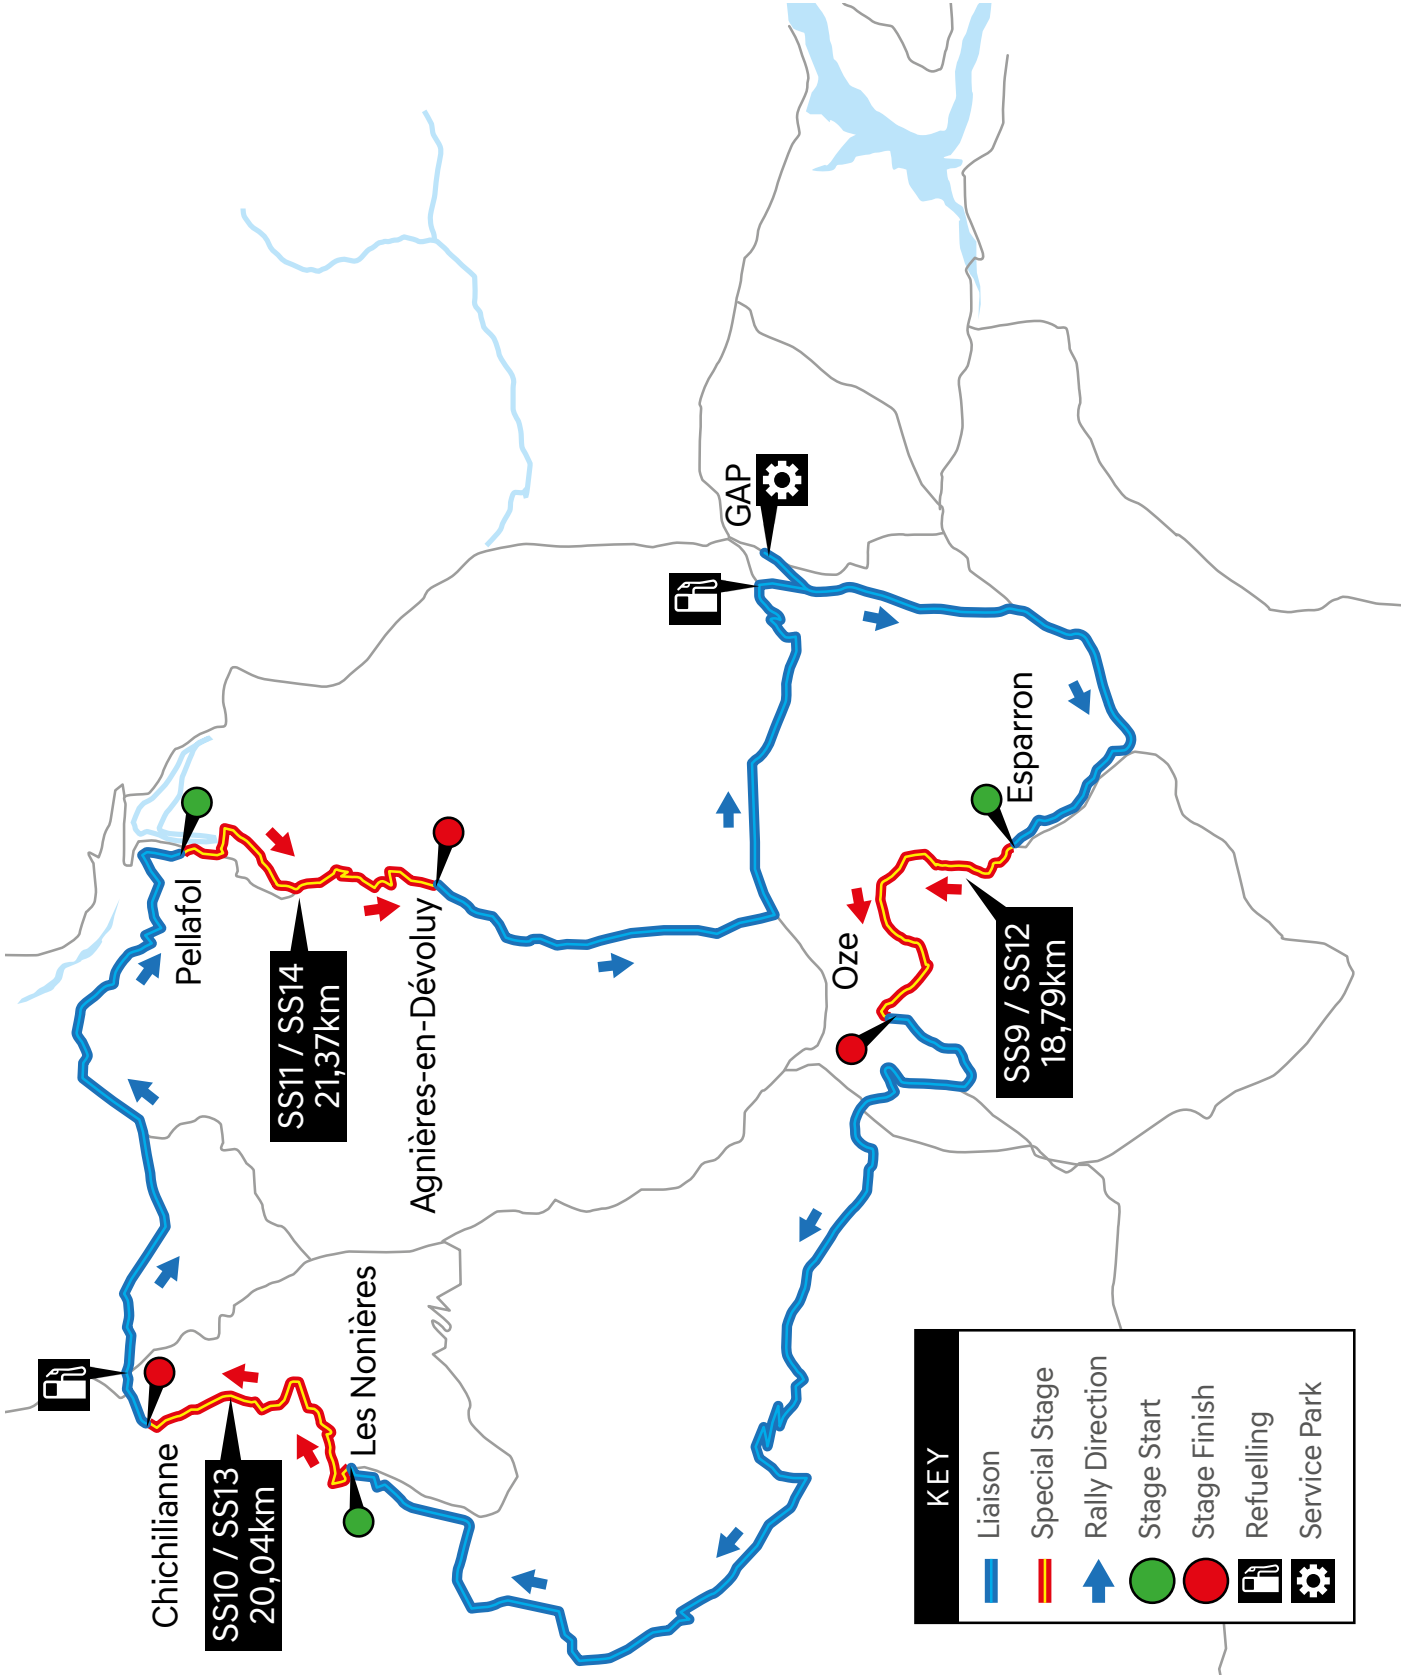 Chichilianne
SS10 / SS13
20,04km
Les Nonières
Pellafol
SS11 / SS14
21,37km
Agnières-en-Dévoluy
GAP
Oze
Esparron
SS9 / SS12
18,79km
KEY
Liaison
Special Stage
Rally Direction
Stage Start
Stage Finish
Refuelling
Service Park